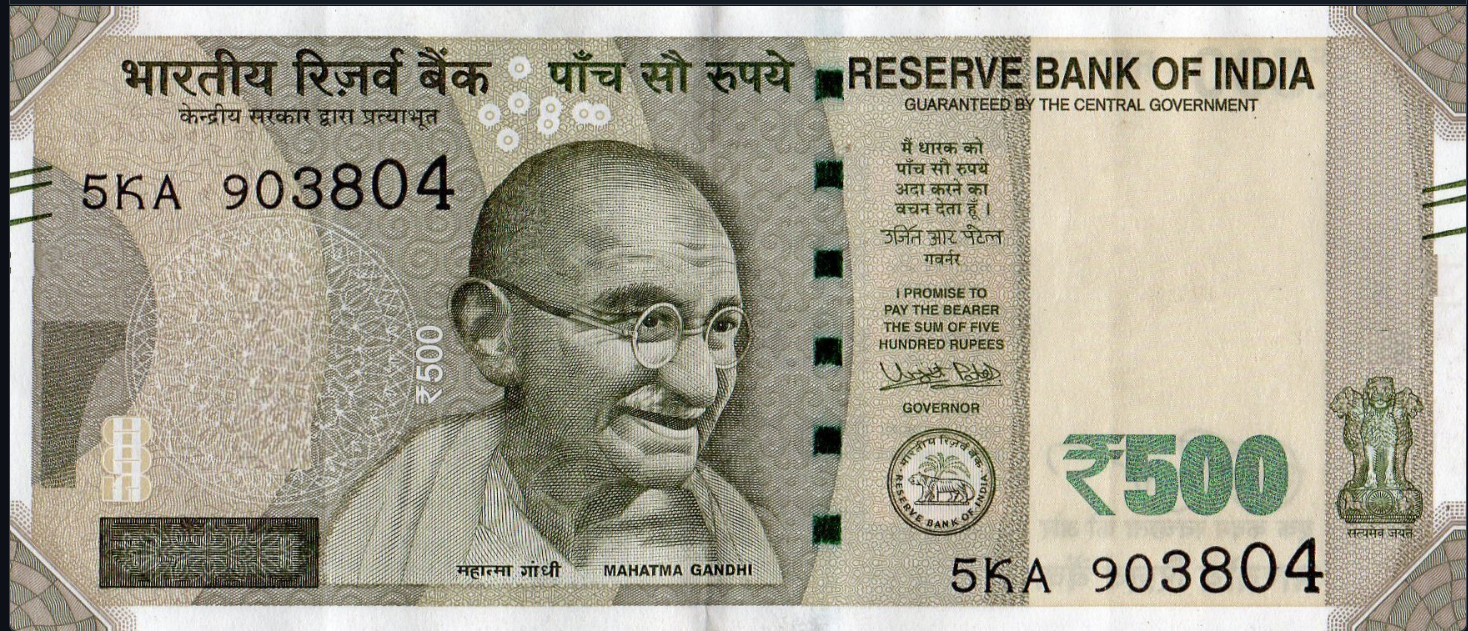 भारतीय रिज़र्व बैंक
केन्द्रीय सरकार द्वारा प्रत्याभूत
पाँच सौ रुपये
RESERVE BANK OF INDIA
GUARANTEED BY THE CENTRAL GOVERNMENT
5KA 903804
₹500
मैं धारक को
पाँच सौ रुपये
अदा करने का
वचन देता हूँ ।
उर्जित आर पटेल
गवर्नर
I PROMISE TO
PAY THE BEARER
THE SUM OF FIVE
HUNDRED RUPEES
Urjit Patel
GOVERNOR
भारतीय रिज़र्व बैंक
RESERVE BANK OF INDIA
₹500
सत्यमेव जयते
महात्मा गांधी
MAHATMA GANDHI
5KA 903804